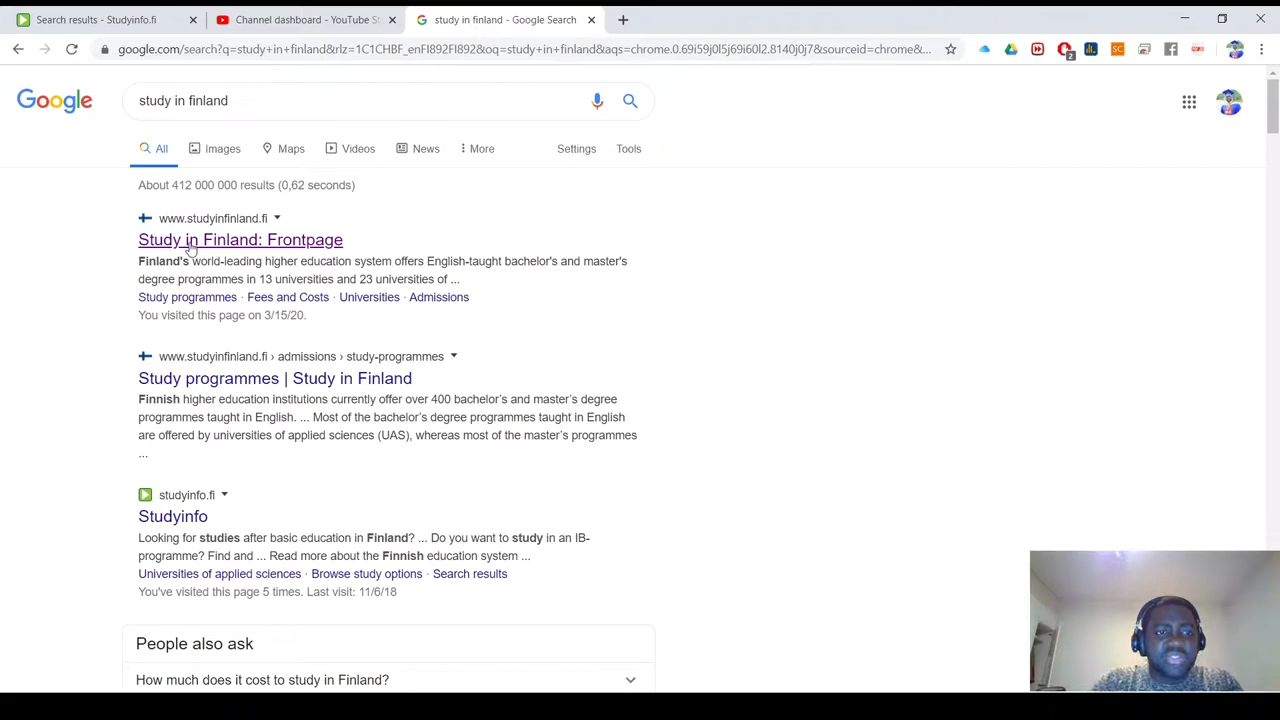 Search results - Studyinfo.fi
Channel dashboard - YouTube St
study in finland - Google Search
google.com/search?q=study+in+finland&rlz=1C1CHBF_enFI892FI892&oq=study+in+finland&aqs=chrome.0.69i59j0l5j69i60l2.8140j0j7&sourceid=chrome&...
2
SC
Google
study in finland
All
Images
Maps
Videos
News
More
Settings
Tools
About 412 000 000 results (0,62 seconds)
www.studyinfinland.fi
Study in Finland: Frontpage
Finland's world-leading higher education system offers English-taught bachelor's and master's
degree programmes in 13 universities and 23 universities of ...
Study programmes · Fees and Costs · Universities · Admissions
You visited this page on 3/15/20.
www.studyinfinland.fi › admissions › study-programmes
Study programmes | Study in Finland
Finnish higher education institutions currently offer over 400 bachelor's and master's degree
programmes taught in English. ... Most of the bachelor's degree programmes taught in English
are offered by universities of applied sciences (UAS), whereas most of the master's programmes
...
studyinfo.fi
Studyinfo
Looking for studies after basic education in Finland? ... Do you want to study in an IB-
programme? Find and ... Read more about the Finnish education system ...
Universities of applied sciences · Browse study options · Search results
You've visited this page 5 times. Last visit: 11/6/18
People also ask
How much does it cost to study in Finland?